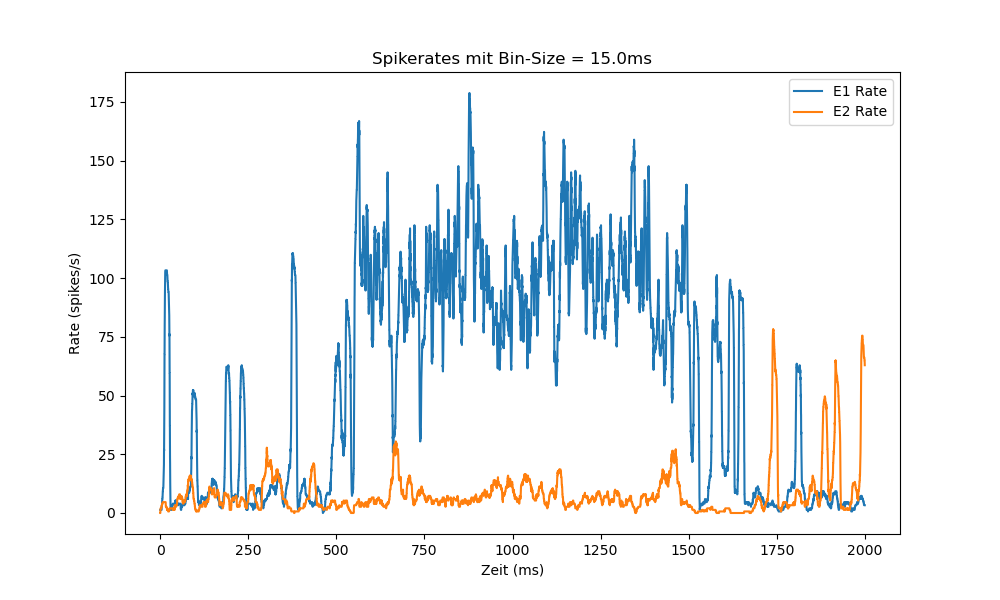 Spikerates mit Bin-Size = 15.0ms
E1 Rate
E2 Rate
175
150
125
100
75
50
25
0
Rate (spikes/s)
0 250 500 750 1000 1250 1500 1750 2000
Zeit (ms)